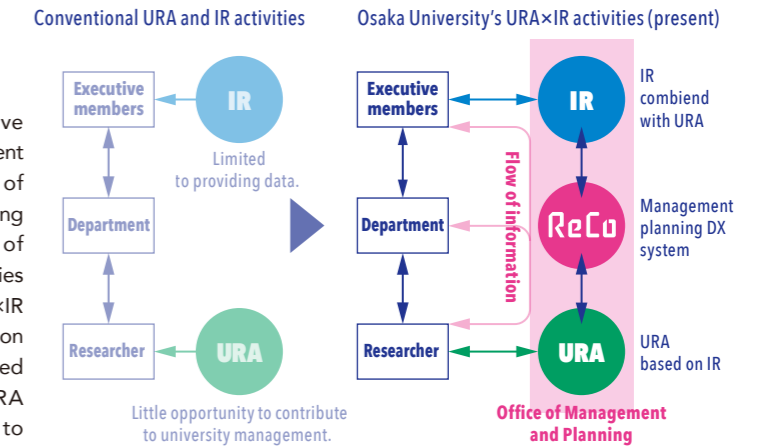 Conventional URA and IR activities
Executive
members
IR
Limited
to providing data.
Department
Researcher
URA
Little opportunity to contribute
to university management.
Osaka University's URA×IR activities (present)
Executive
members
IR
IR
combiend
with URA
Flow of information
Department
ReCo
Management
planning DX
system
Researcher
URA
URA
based on IR
Office of Management
and Planning
ve
ent
of
ng
of
ies
×IR
on
ed
RA
to